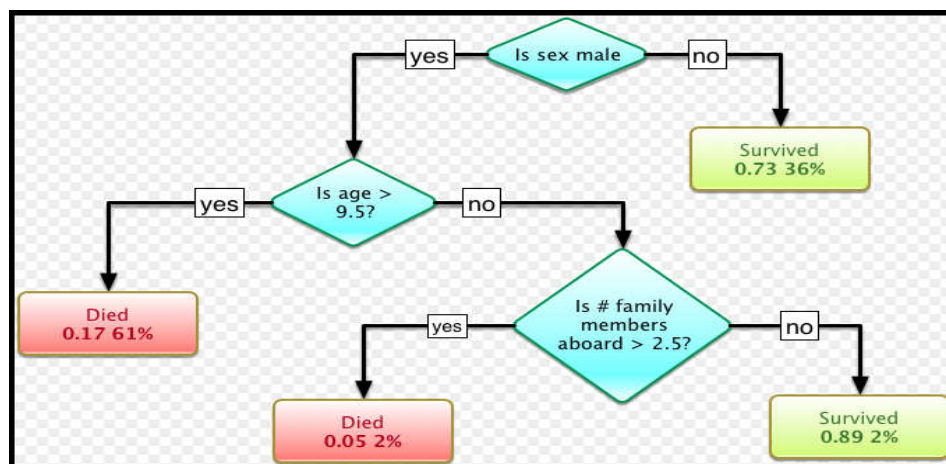 Is sex male
yes
no
Survived
0.73 36%
Is age >
9.5?
yes
no
Died
0.17 61%
Is # family
members
aboard > 2.5?
yes
no
Died
0.05 2%
Survived
0.89 2%